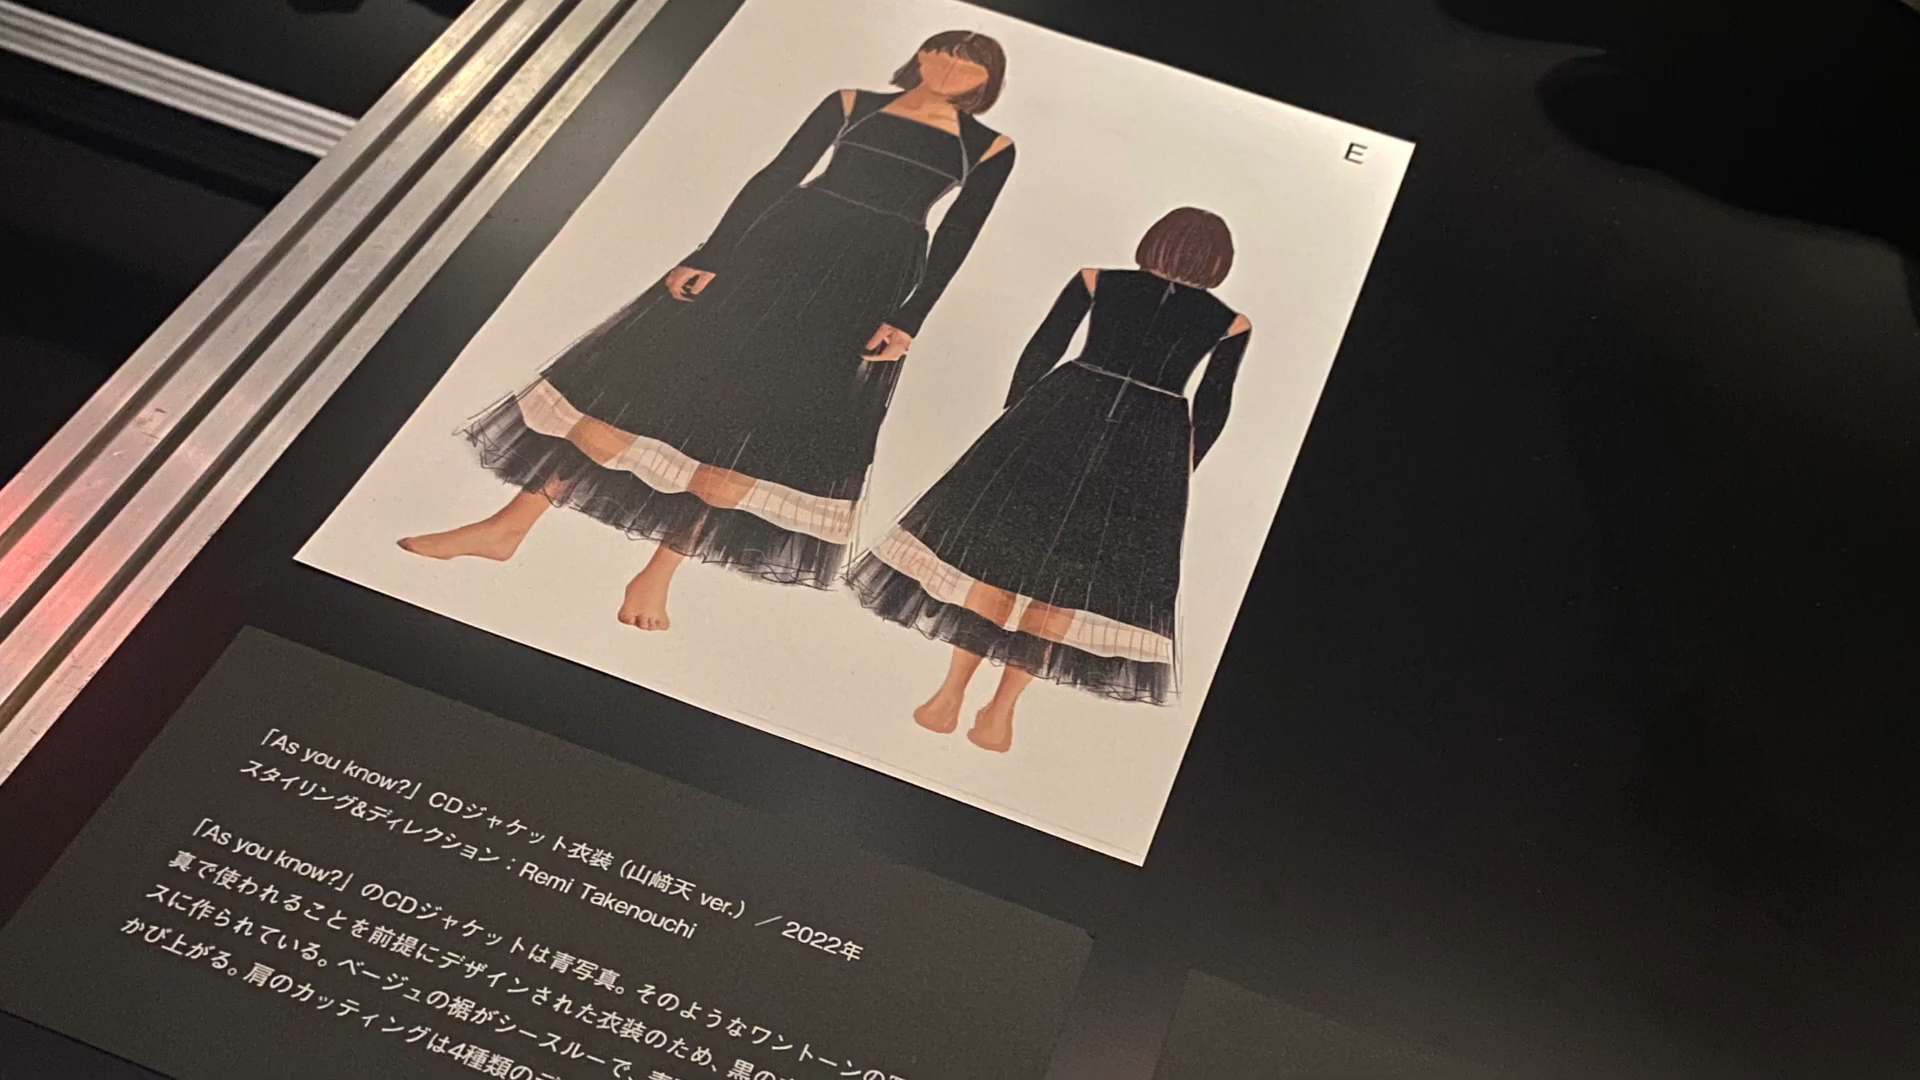 E
「As you know?」CDジャケット衣装（山﨑天 ver.）／2022年
スタイリング&ディレクション：Remi Takenouchi
「As you know?」のCDジャケットは青写真。そのようなワントーンの
真で使われることを前提にデザインされた衣装のため、黒の
スに作られている。ベージュの裾がシースルーで、
かび上がる。肩のカッティングは4種類の